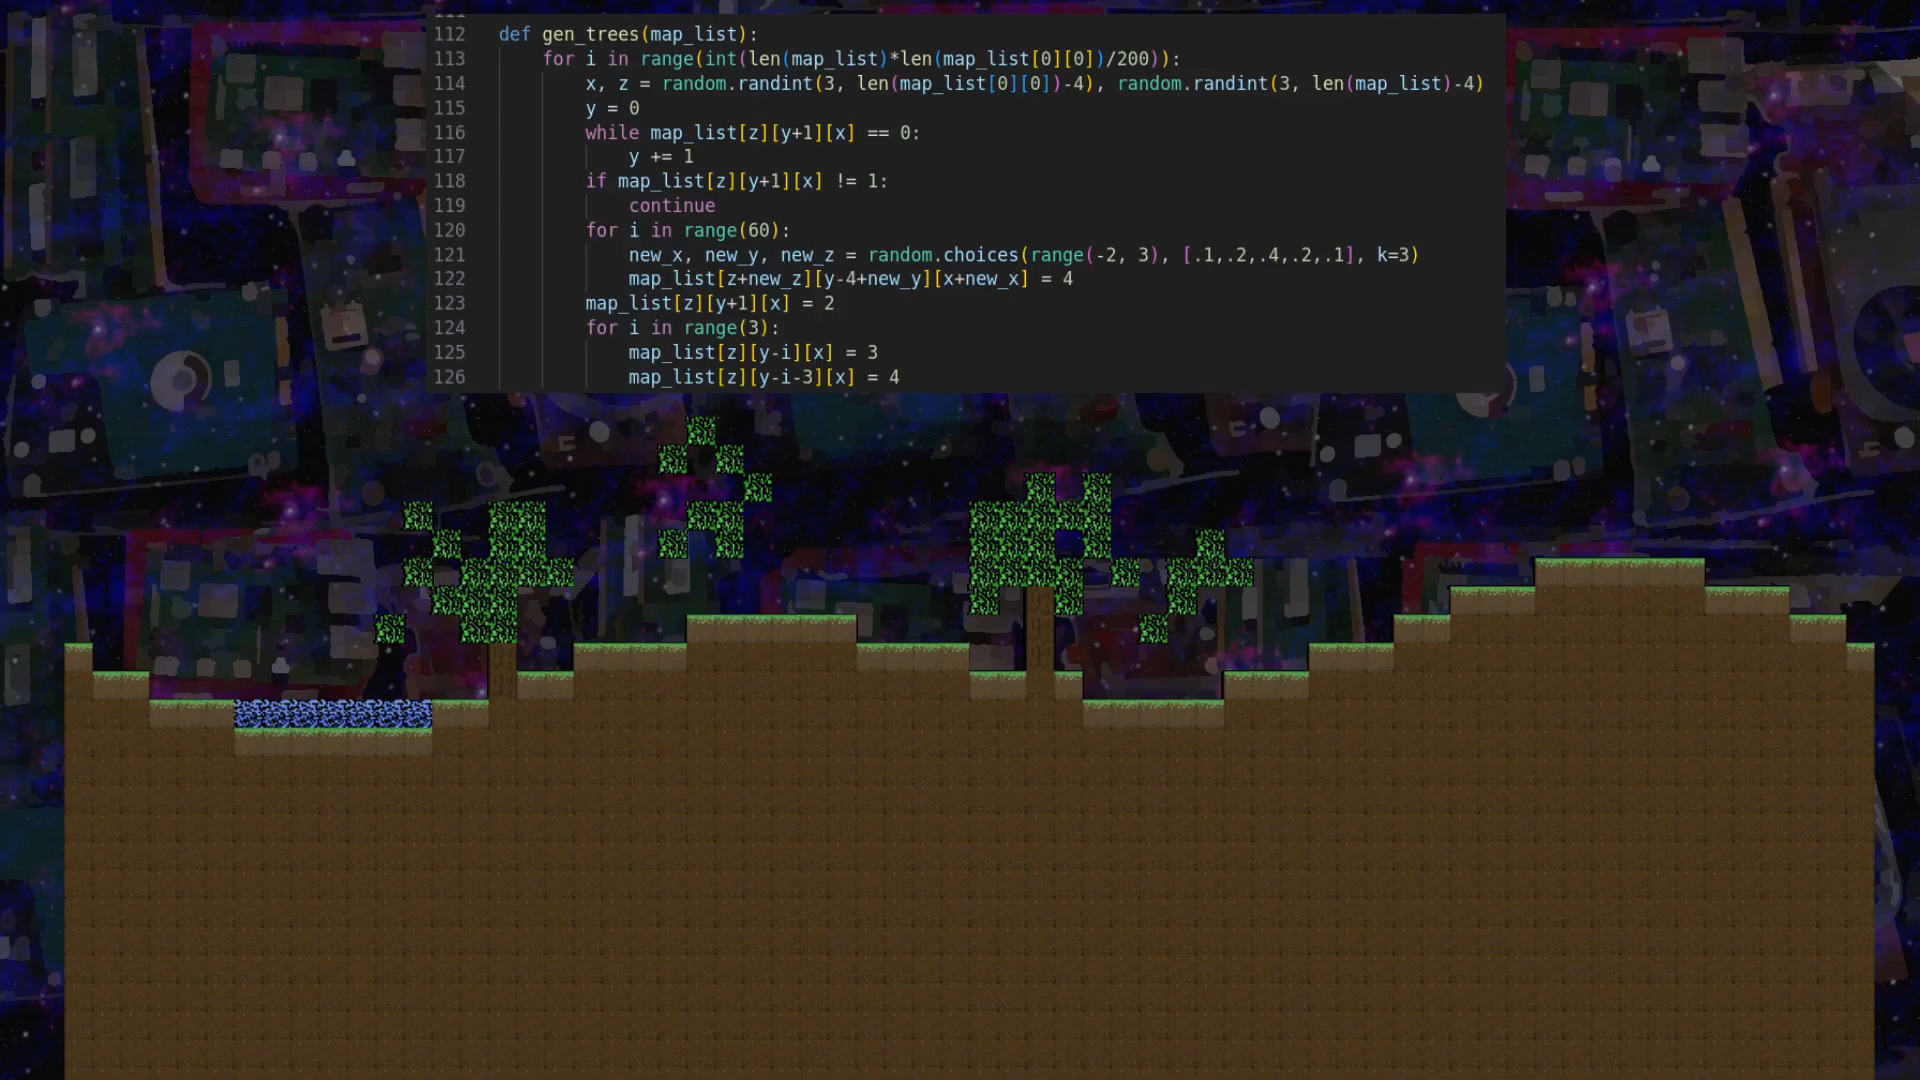 112 def gen_trees(map_list):
113 for i in range(int(len(map_list)*len(map_list[0][0])/200)):
114 x, z = random.randint(3, len(map_list[0][0])-4), random.randint(3, len(map_list)-4)
115 y = 0
116 while map_list[z][y+1][x] == 0:
117 y += 1
118 if map_list[z][y+1][x] != 1:
119 continue
120 for i in range(60):
121 new_x, new_y, new_z = random.choices(range(-2, 3), [.1,.2,.4,.2,.1], k=3)
122 map_list[z+new_z][y-4+new_y][x+new_x] = 4
123 map_list[z][y+1][x] = 2
124 for i in range(3):
125 map_list[z][y-i][x] = 3
126 map_list[z][y-i-3][x] = 4